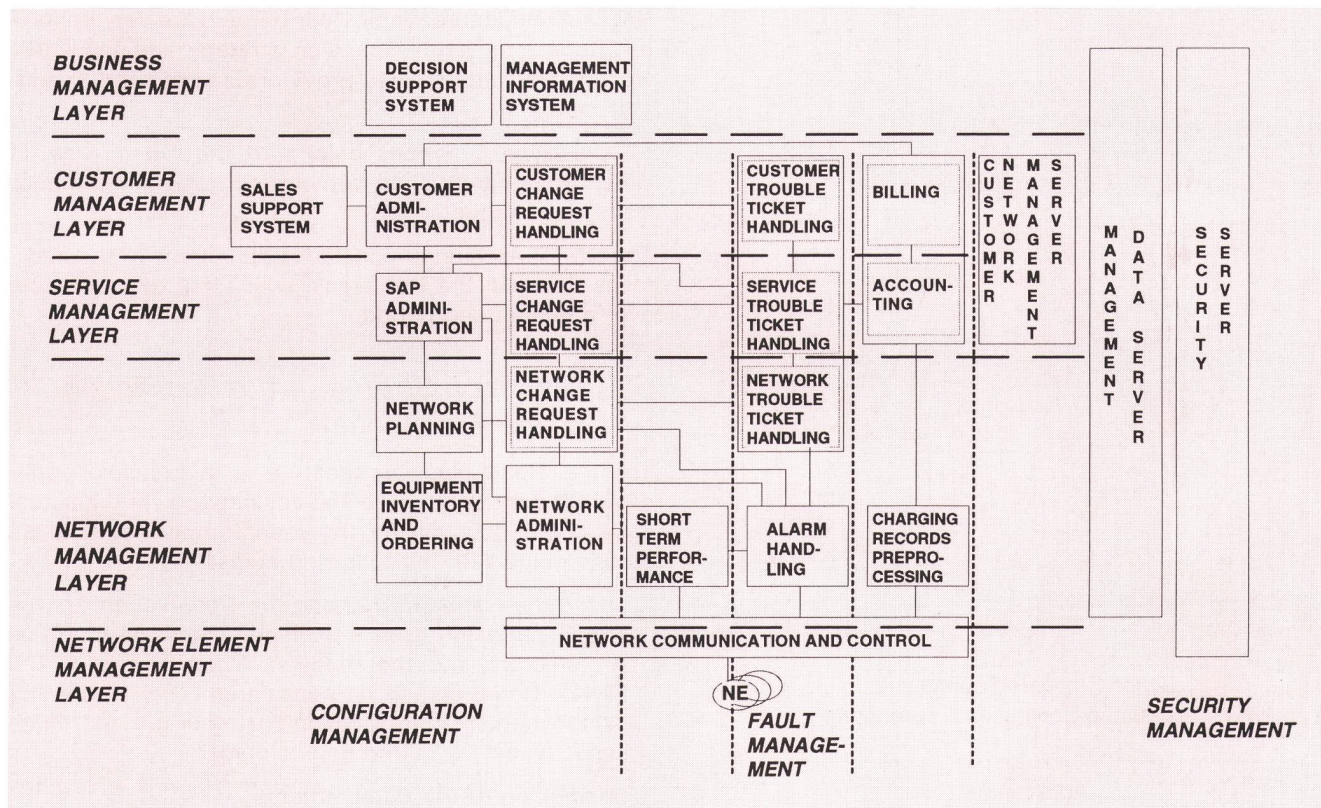 BUSINESS
MANAGEMENT
LAYER
DECISION
SUPPORT
SYSTEM
MANAGEMENT
INFORMATION
SYSTEM
CUSTOMER
MANAGEMENT
LAYER
SALES
SUPPORT
SYSTEM
CUSTOMER
ADMI-
NISTRATION
CUSTOMER
CHANGE
REQUEST
HANDLING
CUSTOMER
TROUBLE
TICKET
HANDLING
BILLING
CUSTOMER
NETWORK
MANAGEMENT
SERVER
MANAGEMENT
DATA SERVER
SECURITY
SERVER
SERVICE
MANAGEMENT
LAYER
SAP
ADMINI-
STRATION
SERVICE
CHANGE
REQUEST
HANDLING
SERVICE
TROUBLE
TICKET
HANDLING
ACCOUN-
TING
NETWORK
MANAGEMENT
LAYER
NETWORK
PLANNING
NETWORK
CHANGE
REQUEST
HANDLING
NETWORK
TROUBLE
TICKET
HANDLING
EQUIPMENT
INVENTORY
AND
ORDERING
NETWORK
ADMINI-
STRATION
SHORT
TERM
PERFOR-
MANCE
ALARM
HAND-
LING
CHARGING
RECORDS
PREPRO-
CESSING
NETWORK ELEMENT
MANAGEMENT
LAYER
NETWORK COMMUNICATION AND CONTROL
NE
CONFIGURATION
MANAGEMENT
FAULT
MANAGE-
MENT
SECURITY
MANAGEMENT